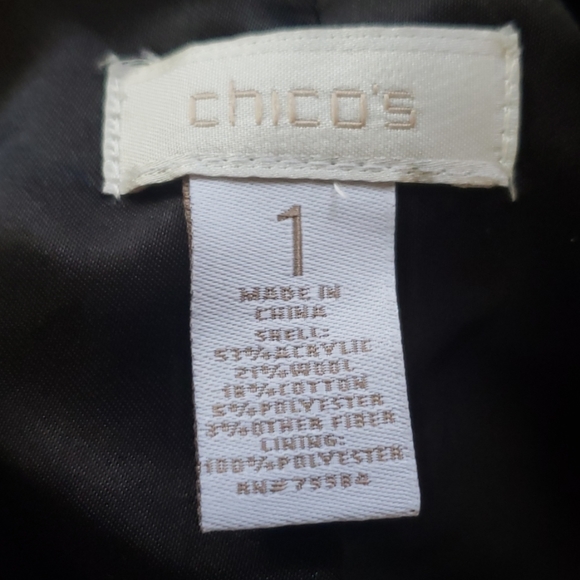 chico's
1
MADE IN
CHINA
SHELL:
53%ACRYLIC
21%WOOL
18%COTTON
5%POLYESTER
3%OTHER FIBER
LINING:
100%POLYESTER
RN#79984